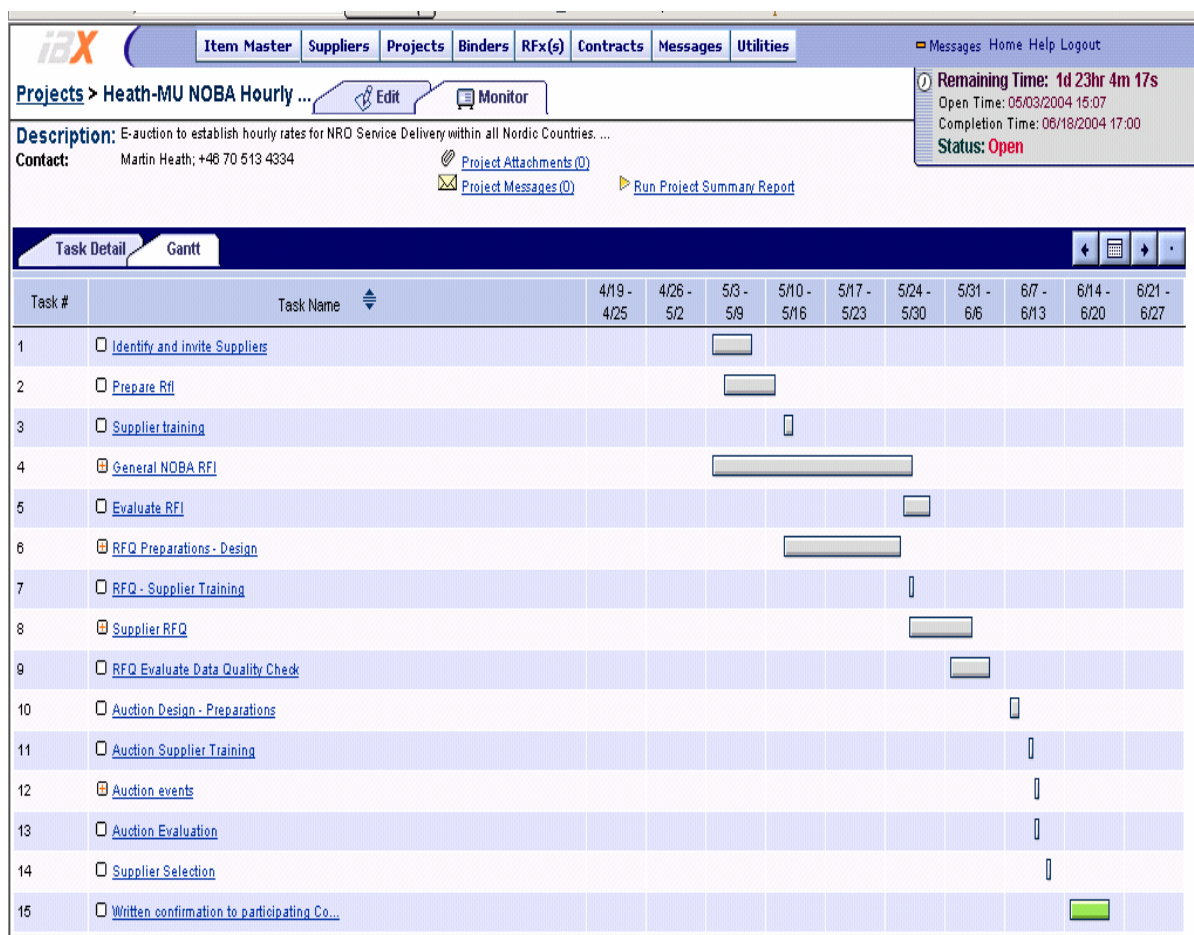 iBX
Item Master Suppliers Projects Binders RFx(s) Contracts Messages Utilities
Messages Home Help Logout
Projects > Heath-MU NOBA Hourly ... Edit Monitor
Remaining Time: 1d 23hr 4m 17s
Open Time: 05/03/2004 15:07
Completion Time: 06/18/2004 17:00
Status: Open
Description: E-auction to establish hourly rates for NRO Service Delivery within all Nordic Countries. ...
Contact: Martin Heath; +46 70 513 4334
Project Attachments (0)
Project Messages (0) Run Project Summary Report
Task Detail Gantt
Task # Task Name 4/19 - 4/25 4/26 - 5/2 5/3 - 5/9 5/10 - 5/16 5/17 - 5/23 5/24 - 5/30 5/31 - 6/6 6/7 - 6/13 6/14 - 6/20 6/21 - 6/27
1 Identify and invite Suppliers
2 Prepare RfI
3 Supplier training
4 General NOBA RFI
5 Evaluate RFI
6 RFQ Preparations - Design
7 RFQ - Supplier Training
8 Supplier RFQ
9 RFQ Evaluate Data Quality Check
10 Auction Design - Preparations
11 Auction Supplier Training
12 Auction events
13 Auction Evaluation
14 Supplier Selection
15 Written confirmation to participating Co...